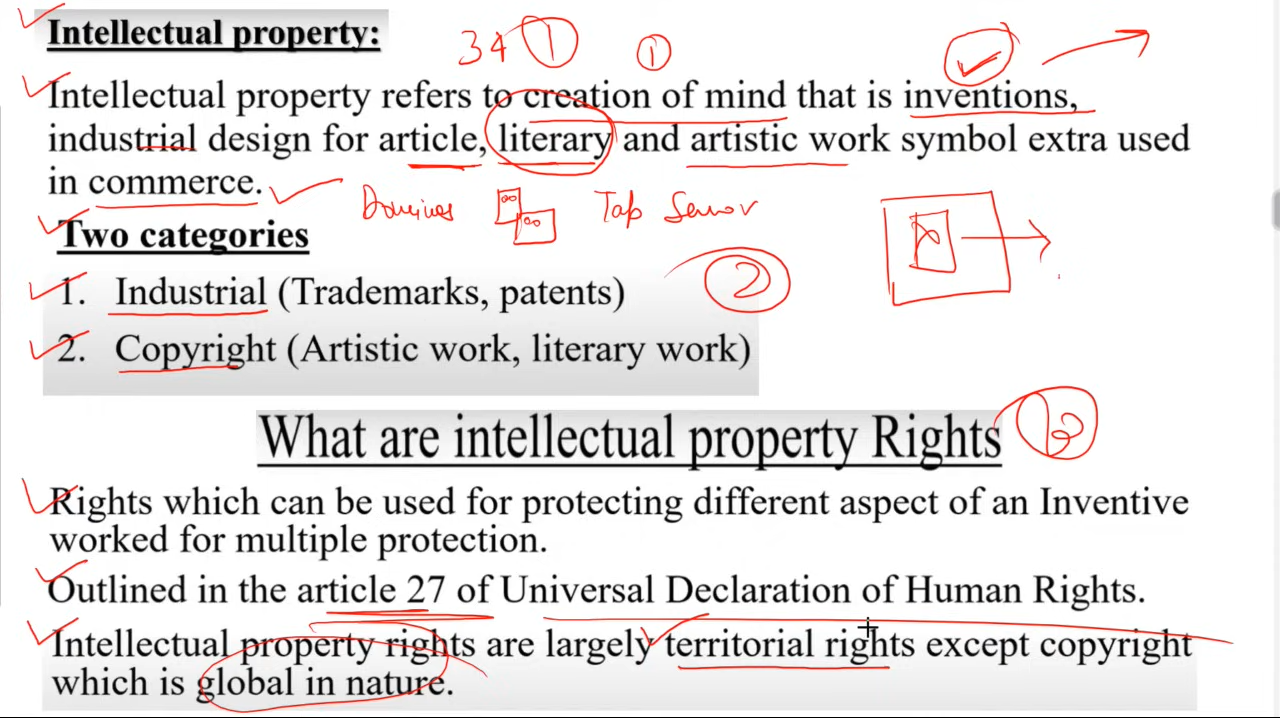 Intellectual property:
34 1 1
Intellectual property refers to creation of mind that is inventions,
industrial design for article, literary and artistic work symbol extra used
in commerce.
Tap
Two categories
2
1. Industrial (Trademarks, patents)
2. Copyright (Artistic work, literary work)
What are intellectual property Rights
Rights which can be used for protecting different aspect of an Inventive
worked for multiple protection.
Outlined in the article 27 of Universal Declaration of Human Rights.
Intellectual property rights are largely territorial rights except copyright
which is global in nature.